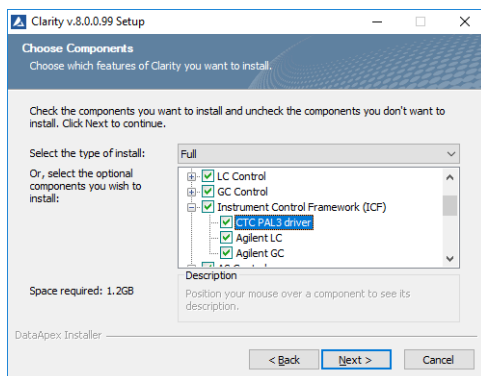 Clarity v.8.0.0.99 Setup
Choose Components
Choose which features of Clarity you want to install.
Check the components you want to install and uncheck the components you don't want to
install. Click Next to continue.
Select the type of install:
Full
Or, select the optional
components you wish to
install:
LC Control
GC Control
Instrument Control Framework (ICF)
CTC PAL3 driver
Agilent LC
Agilent GC
Description
Position your mouse over a component to see its
description.
Space required: 1.2GB
DataApex Installer
< Back
Next >
Cancel